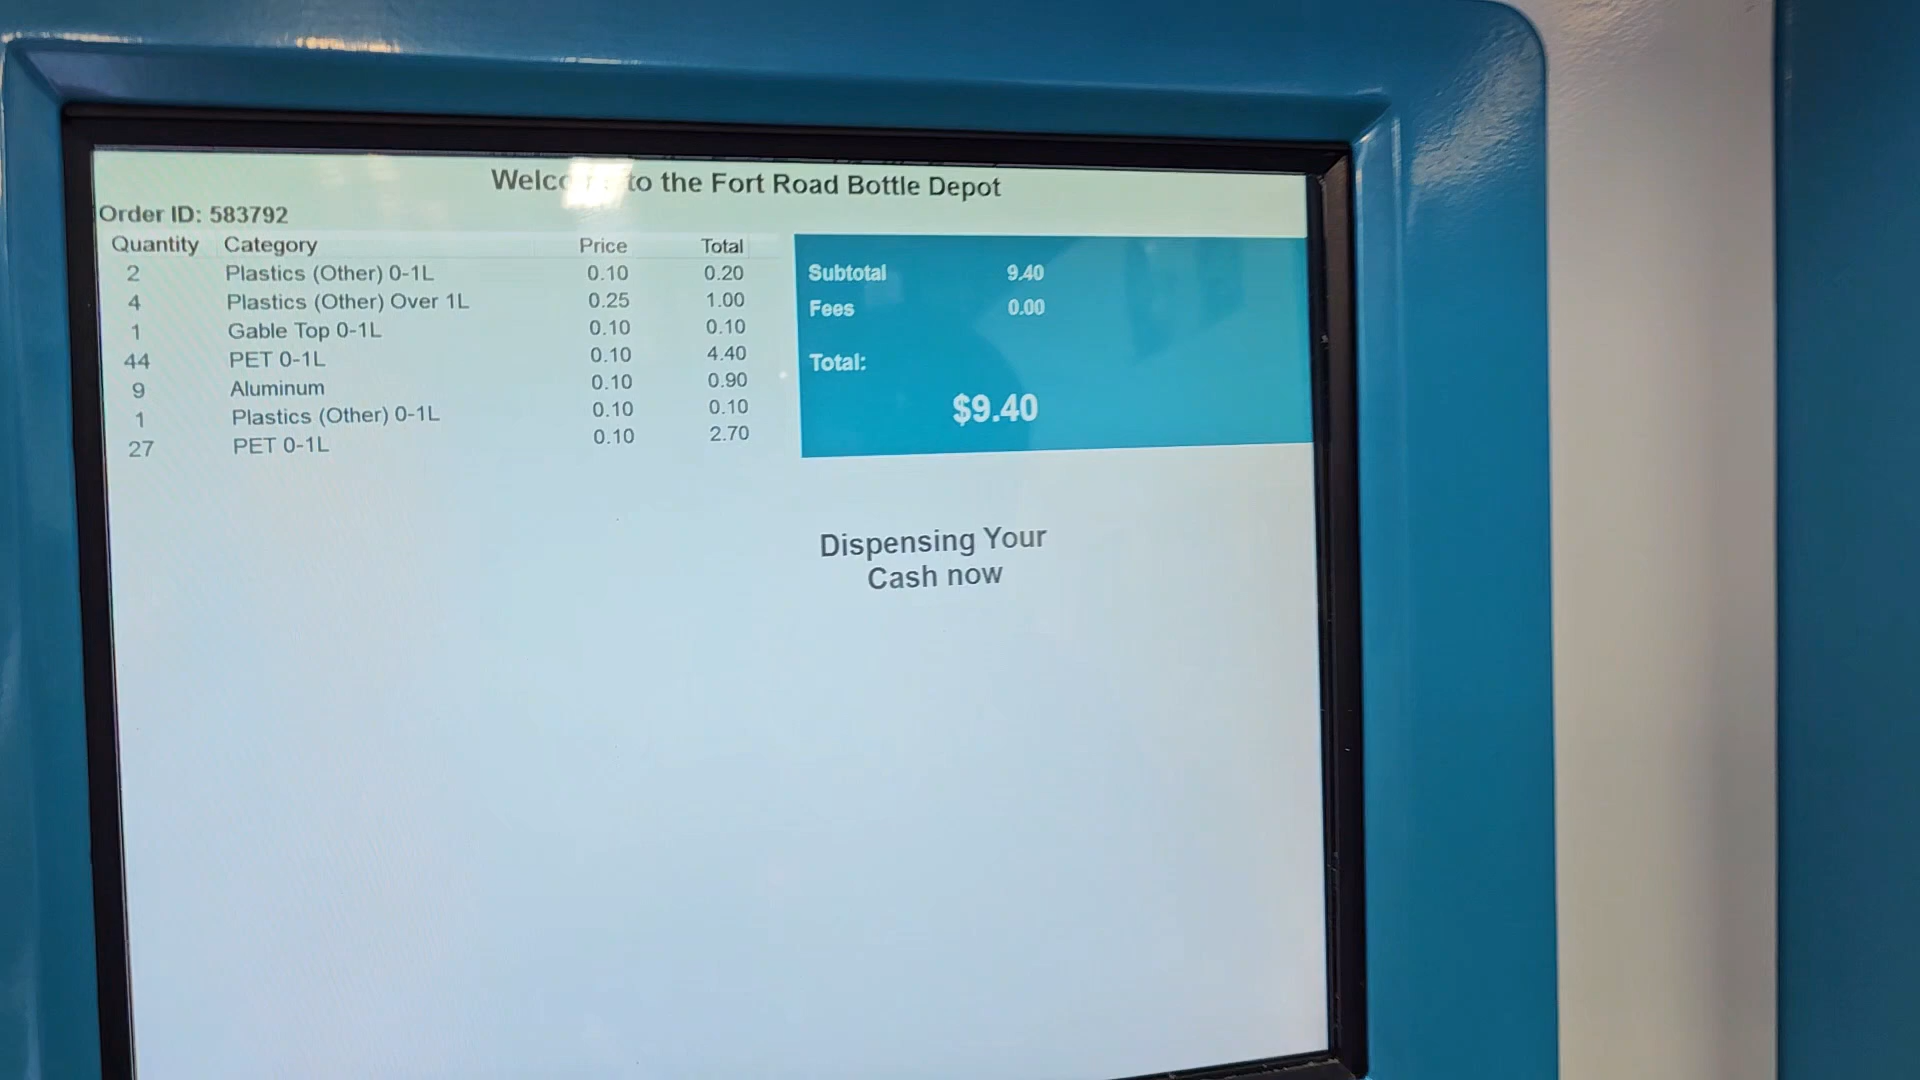 Welco to the Fort Road Bottle Depot
Order ID: 583792
Quantity Category Price Total
2 Plastics (Other) 0-1L 0.10 0.20
4 Plastics (Other) Over 1L 0.25 1.00
1 Gable Top 0-1L 0.10 0.10
44 PET 0-1L 0.10 4.40
9 Aluminum 0.10 0.90
1 Plastics (Other) 0-1L 0.10 0.10
27 PET 0-1L 0.10 2.70
Subtotal 9.40
Fees 0.00
Total:
$9.40
Dispensing Your
Cash now